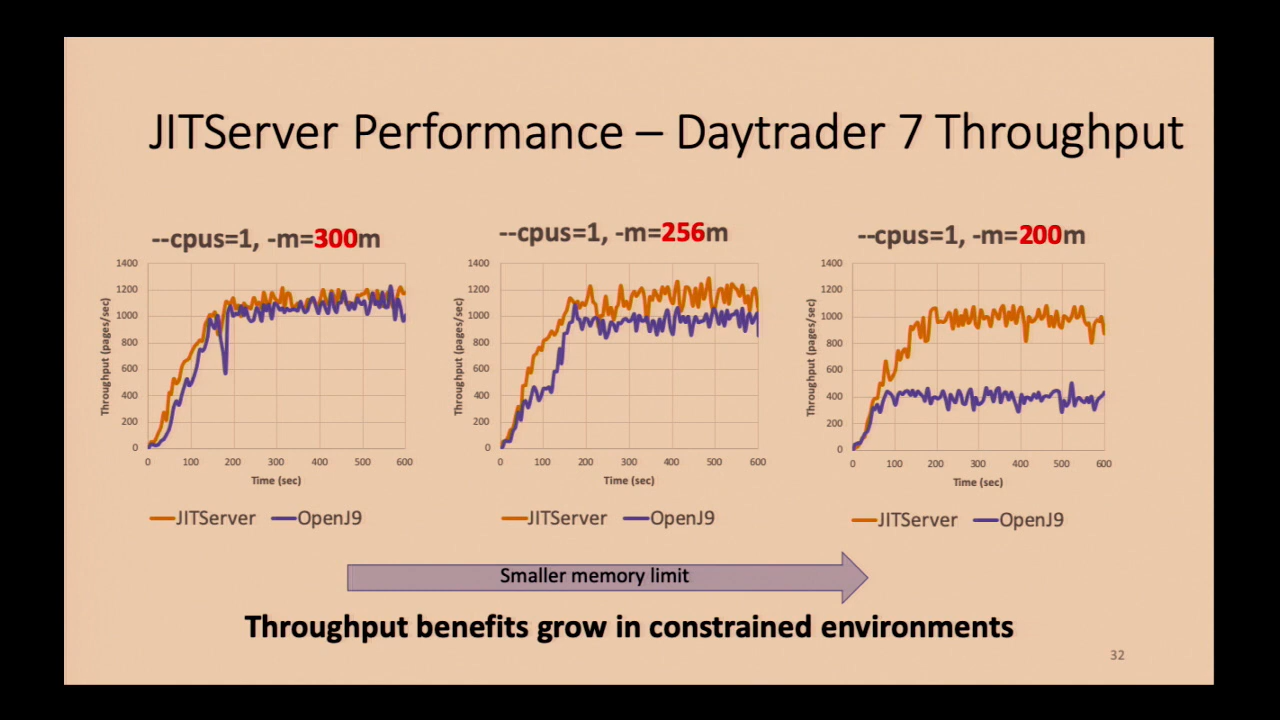 JITServer Performance – Daytrader 7 Throughput
--cpus=1, -m=300m
1400
1200
1000
800
600
400
200
0
Throughput (pages/sec)
0 100 200 300 400 500 600
Time (sec)
JITServer OpenJ9
--cpus=1, -m=256m
1400
1200
1000
800
600
400
200
0
Throughput (pages/sec)
0 100 200 300 400 500 600
Time (sec)
JITServer OpenJ9
--cpus=1, -m=200m
1400
1200
1000
800
600
400
200
0
Throughput (pages/sec)
0 100 200 300 400 500 600
Time (sec)
JITServer OpenJ9
Smaller memory limit
Throughput benefits grow in constrained environments
32